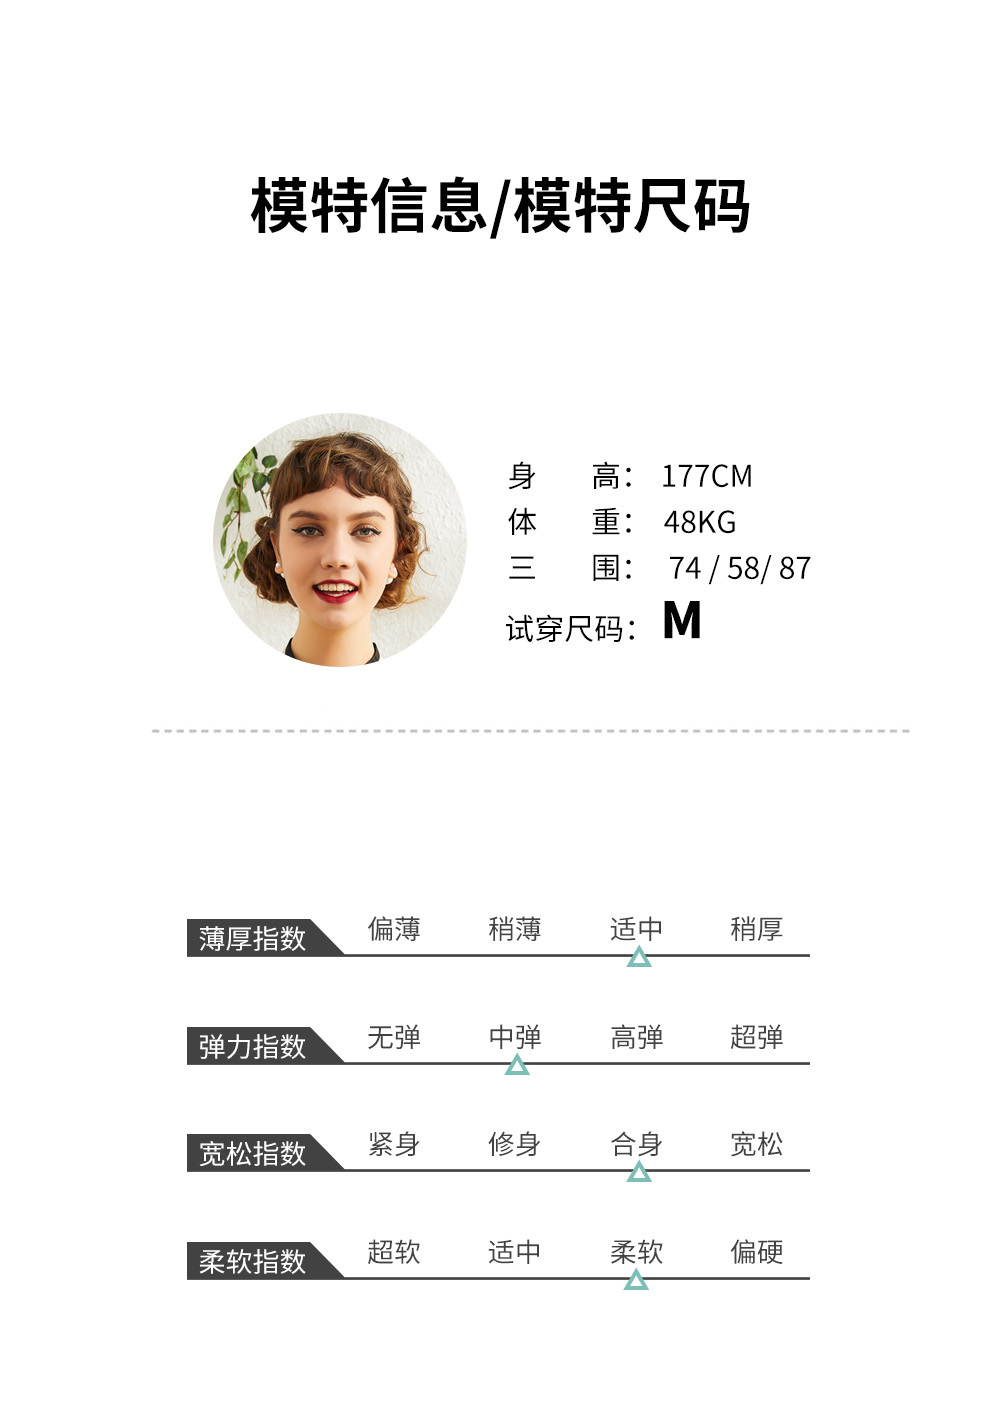 模特信息/模特尺码
身 高： 177CM
体 重： 48KG
三 围： 74 / 58/ 87
试穿尺码： M
薄厚指数 偏薄 稍薄 适中 稍厚
弹力指数 无弹 中弹 高弹 超弹
宽松指数 紧身 修身 合身 宽松
柔软指数 超软 适中 柔软 偏硬